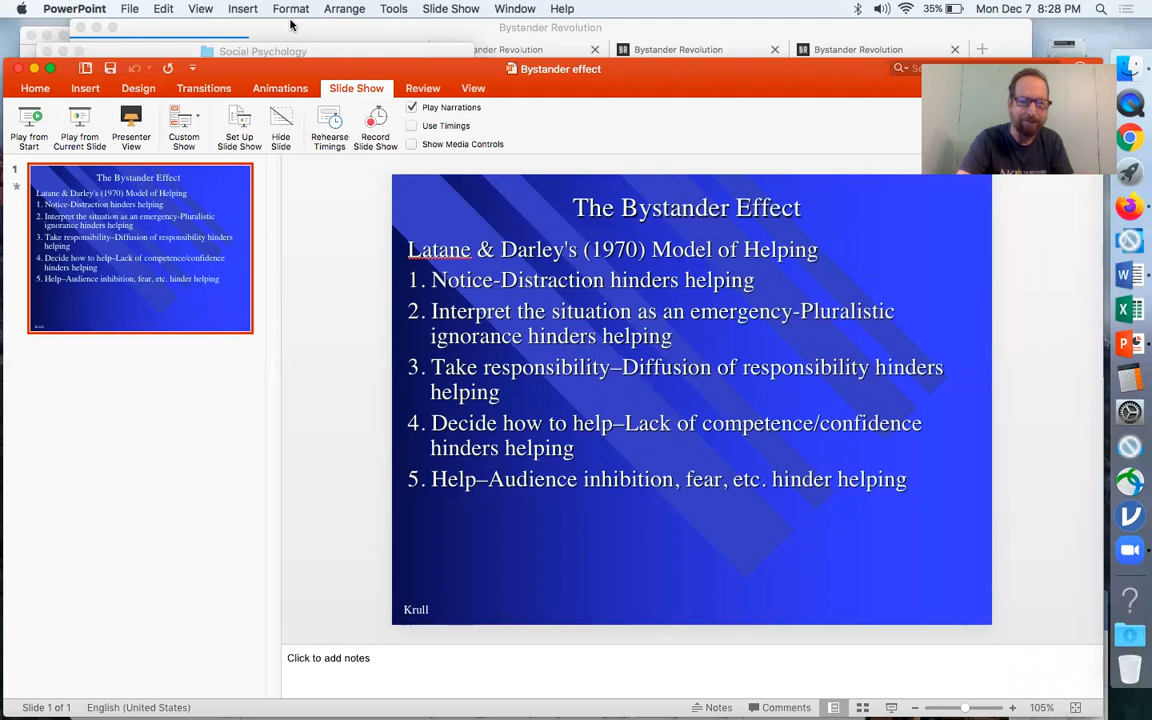 PowerPoint File Edit View Insert Format Arrange Tools Slide Show Window Help 35% Mon Dec 7 8:28 PM
Bystander Revolution
Social Psychology
ander Revolution Bystander Revolution Bystander Revolution
Bystander effect
Home Insert Design Transitions Animations Slide Show Review View
Play from Start
Play from Current Slide
Presenter View
Custom Show
Set Up Slide Show
Hide Slide
Rehearse Timings
Record Slide Show
Play Narrations
Use Timings
Show Media Controls
1
The Bystander Effect
Latane & Darley's (1970) Model of Helping
1. Notice-Distraction hinders helping
2. Interpret the situation as an emergency-Pluralistic
ignorance hinders helping
3. Take responsibility–Diffusion of responsibility hinders
helping
4. Decide how to help–Lack of competence/confidence
hinders helping
5. Help–Audience inhibition, fear, etc. hinder helping
Krull
The Bystander Effect
Latane & Darley's (1970) Model of Helping
1. Notice-Distraction hinders helping
2. Interpret the situation as an emergency-Pluralistic
ignorance hinders helping
3. Take responsibility–Diffusion of responsibility hinders
helping
4. Decide how to help–Lack of competence/confidence
hinders helping
5. Help–Audience inhibition, fear, etc. hinder helping
Krull
Click to add notes
Slide 1 of 1 English (United States) Notes Comments 105%